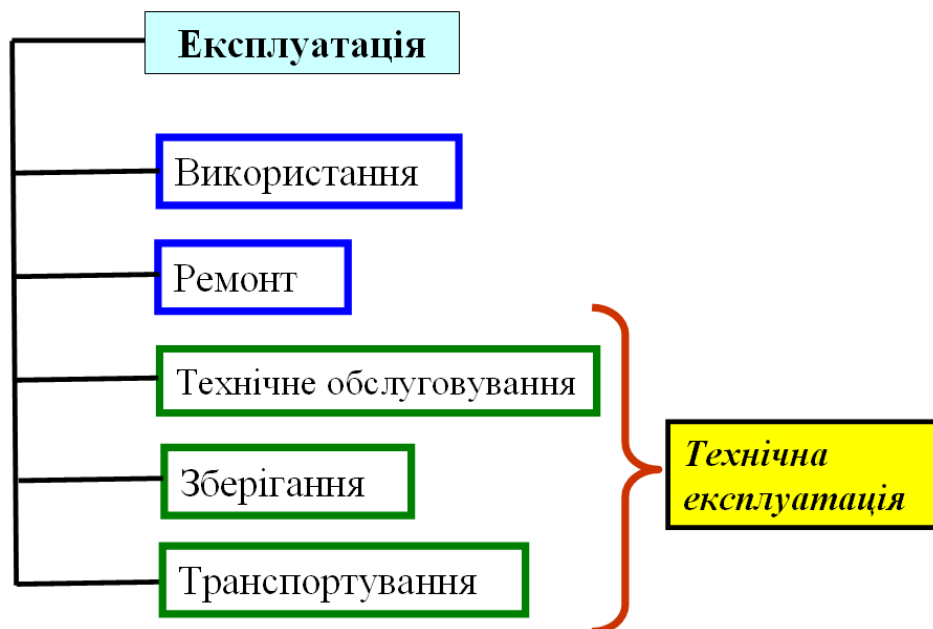 Експлуатація
Використання
Ремонт
Технічне обслуговування
Зберігання
Транспортування
Технічна
експлуатація